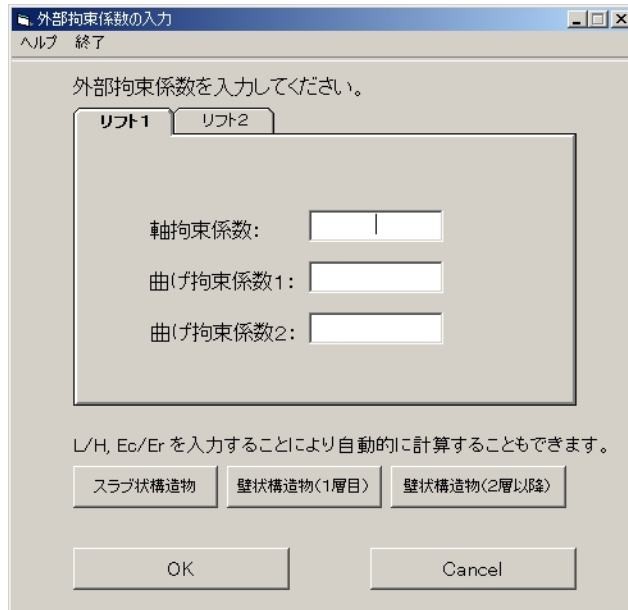 外部拘束係数の入力
ヘルプ 終了
外部拘束係数を入力してください。
リフト1 リフト2
軸拘束係数:
曲げ拘束係数1:
曲げ拘束係数2:
L/H, Ec/Er を入力することにより自動的に計算することもできます。
スラブ状構造物 壁状構造物(1層目) 壁状構造物(2層以降)
OK Cancel